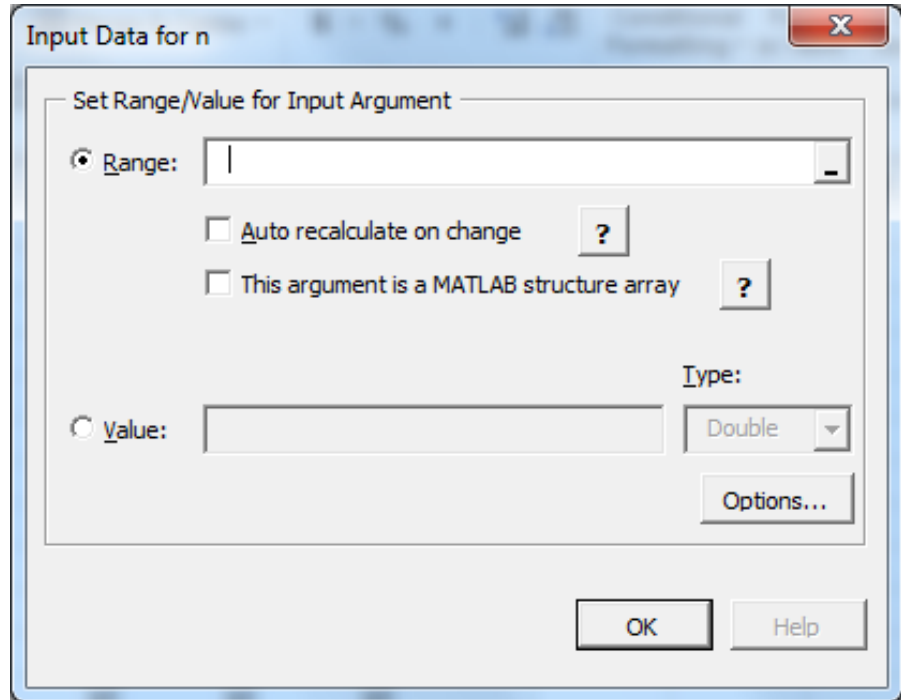 Input Data for n
Set Range/Value for Input Argument
Range:
Auto recalculate on change ?
This argument is a MATLAB structure array ?
Type:
Value: Double
Options...
OK Help